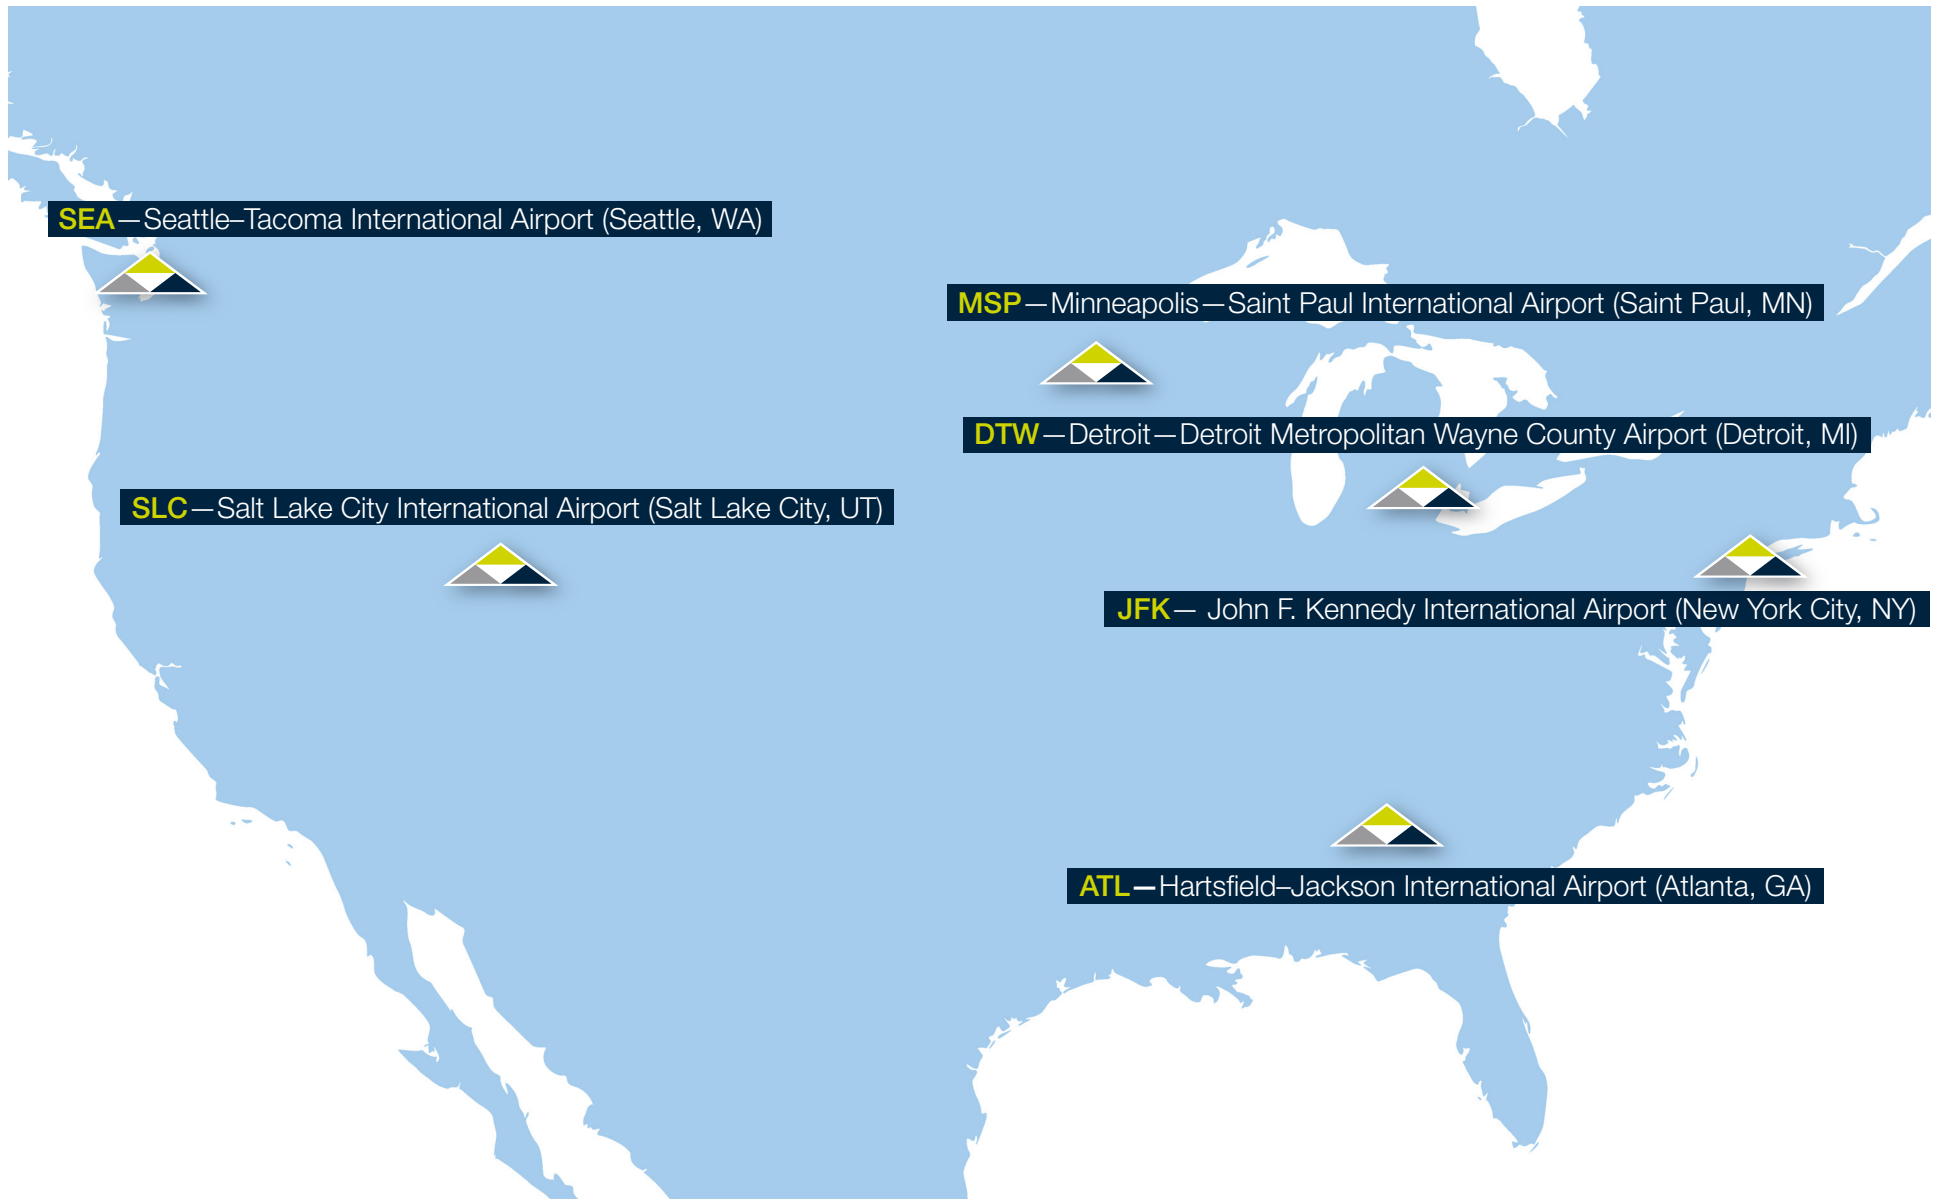 SEA—Seattle–Tacoma International Airport (Seattle, WA)
MSP—Minneapolis—Saint Paul International Airport (Saint Paul, MN)
DTW—Detroit—Detroit Metropolitan Wayne County Airport (Detroit, MI)
SLC—Salt Lake City International Airport (Salt Lake City, UT)
JFK— John F. Kennedy International Airport (New York City, NY)
ATL—Hartsfield–Jackson International Airport (Atlanta, GA)